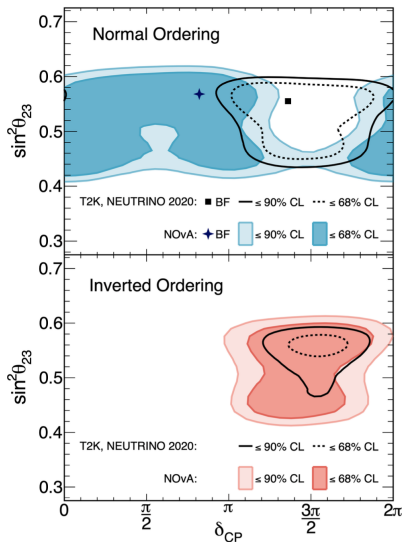 Normal Ordering
0.7
0.6
0.5
0.4
0.3
sin²θ₂₃
T2K, NEUTRINO 2020: BF ≤ 90% CL ≤ 68% CL
NOvA: BF ≤ 90% CL ≤ 68% CL
Inverted Ordering
0.7
0.6
0.5
0.4
0.3
sin²θ₂₃
T2K, NEUTRINO 2020: ≤ 90% CL ≤ 68% CL
NOvA: ≤ 90% CL ≤ 68% CL
0 π/2 π 3π/2 2π
δCP